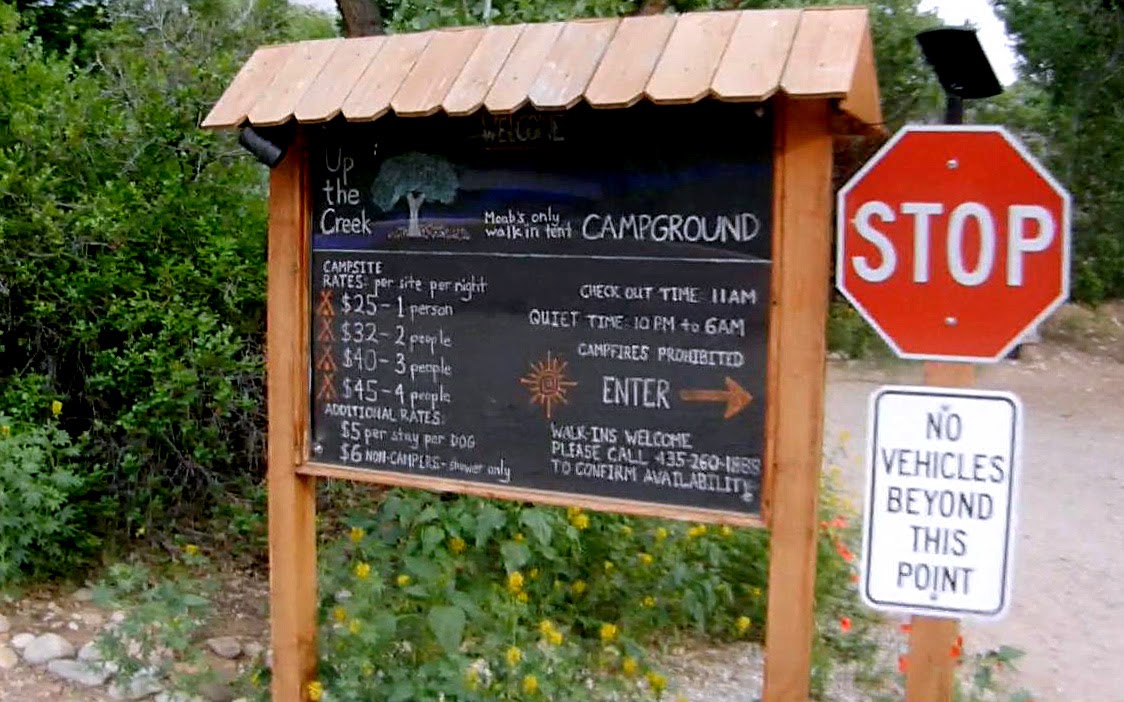 WELCOME
Up
the
Creek
Moab's only
walk in tent
CAMPGROUND
CAMPSITE
RATES: per site per night
$25-1 person
$32-2 people
$40-3 people
$45-4 people
ADDITIONAL RATES:
$5 per stay per DOG
$6 NON-CAMPERS-shower only
CHECK OUT TIME: 11AM
QUIET TIME: 10 PM to 6AM
CAMPFIRES PROHIBITED
ENTER
WALK-INS WELCOME
PLEASE CALL 435-260-1888
TO CONFIRM AVAILABILITY
STOP
NO
VEHICLES
BEYOND
THIS
POINT